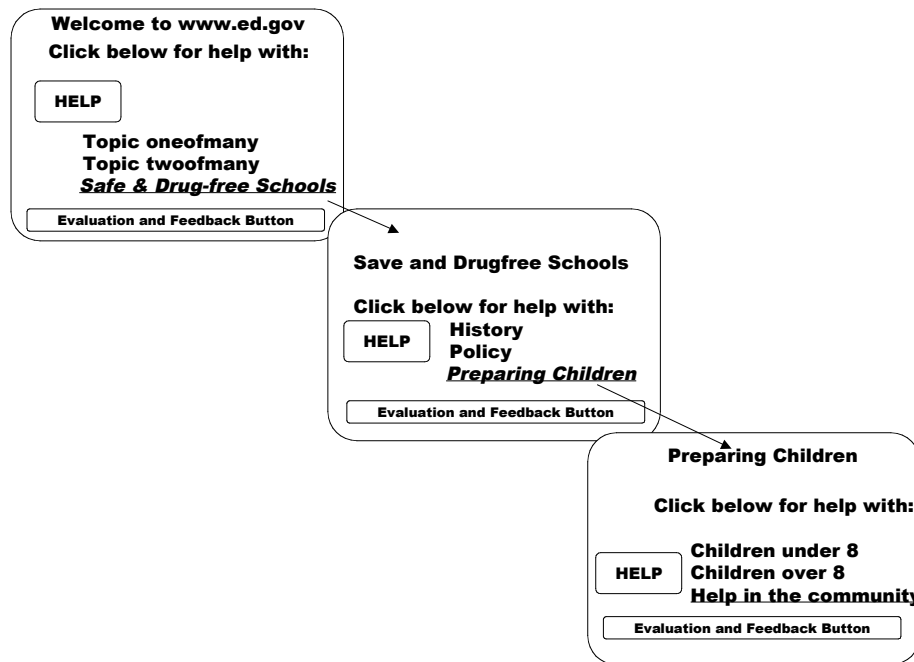 Welcome to www.ed.gov
Click below for help with:
HELP
Topic oneofmany
Topic twoofmany
Safe & Drug-free Schools
Evaluation and Feedback Button
Save and Drugfree Schools
Click below for help with:
History
HELP
Policy
Preparing Children
Evaluation and Feedback Button
Preparing Children
Click below for help with:
Children under 8
HELP
Children over 8
Help in the community
Evaluation and Feedback Button